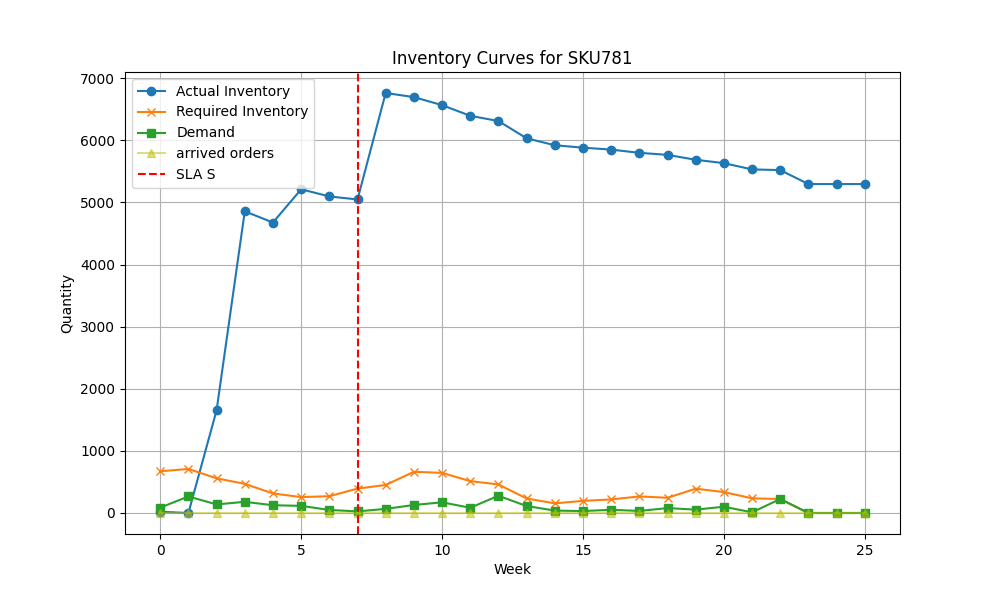 Inventory Curves for SKU781
Actual Inventory
Required Inventory
Demand
arrived orders
SLA S
Quantity
7000
6000
5000
4000
3000
2000
1000
0
0 5 10 15 20 25
Week